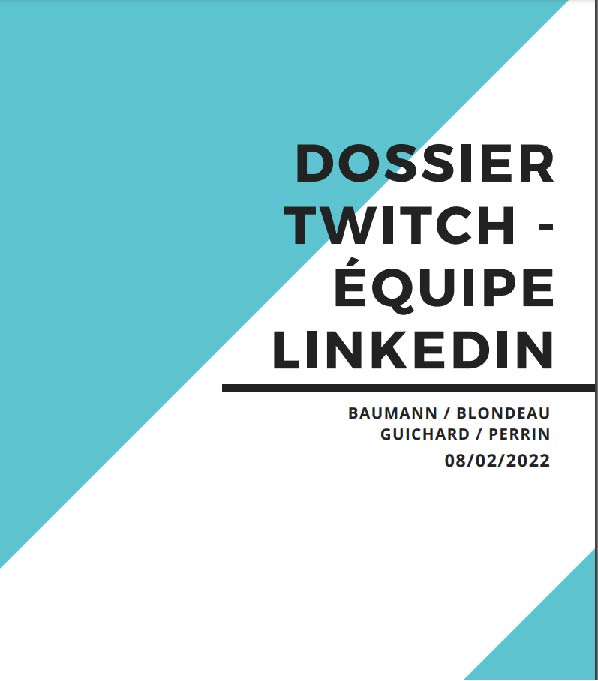 DOSSIER
TWITCH -
ÉQUIPE
LINKEDIN
BAUMANN / BLONDEAU
GUICHARD / PERRIN
08/02/2022